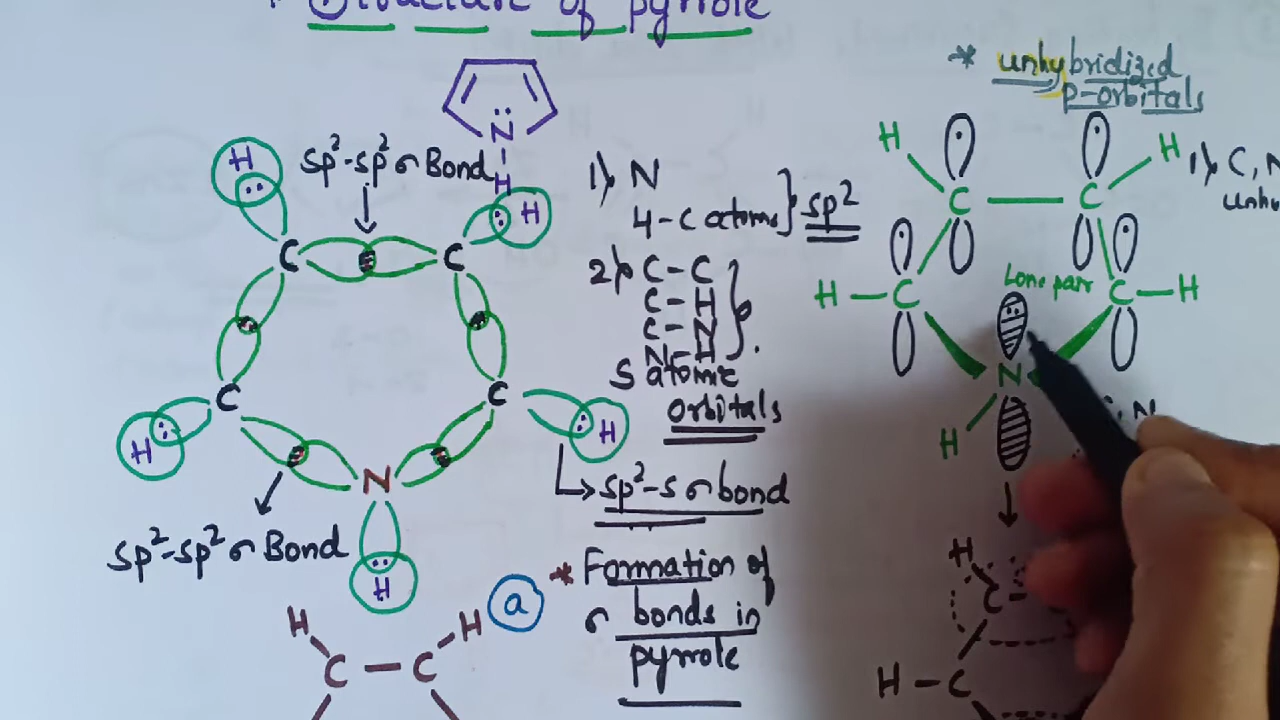 Structure of pyrrole
N
H
sp²-sp² σ Bond
H
H
C
C
C
C
N
H
H
H
sp²-sp² σ Bond
1) N
4-C atoms } sp²
2) C-C
C-H
C-N
N-H
S atomic
orbitals
sp²-s σ bond
* Formation of
σ bonds in
pyrrole
a
H
H
C - C
* unhybridized
p-orbitals
H
H
C
C
1) C, N
unhy
Lone pair
H - C
C - H
N
H
, N
H
C
H - C